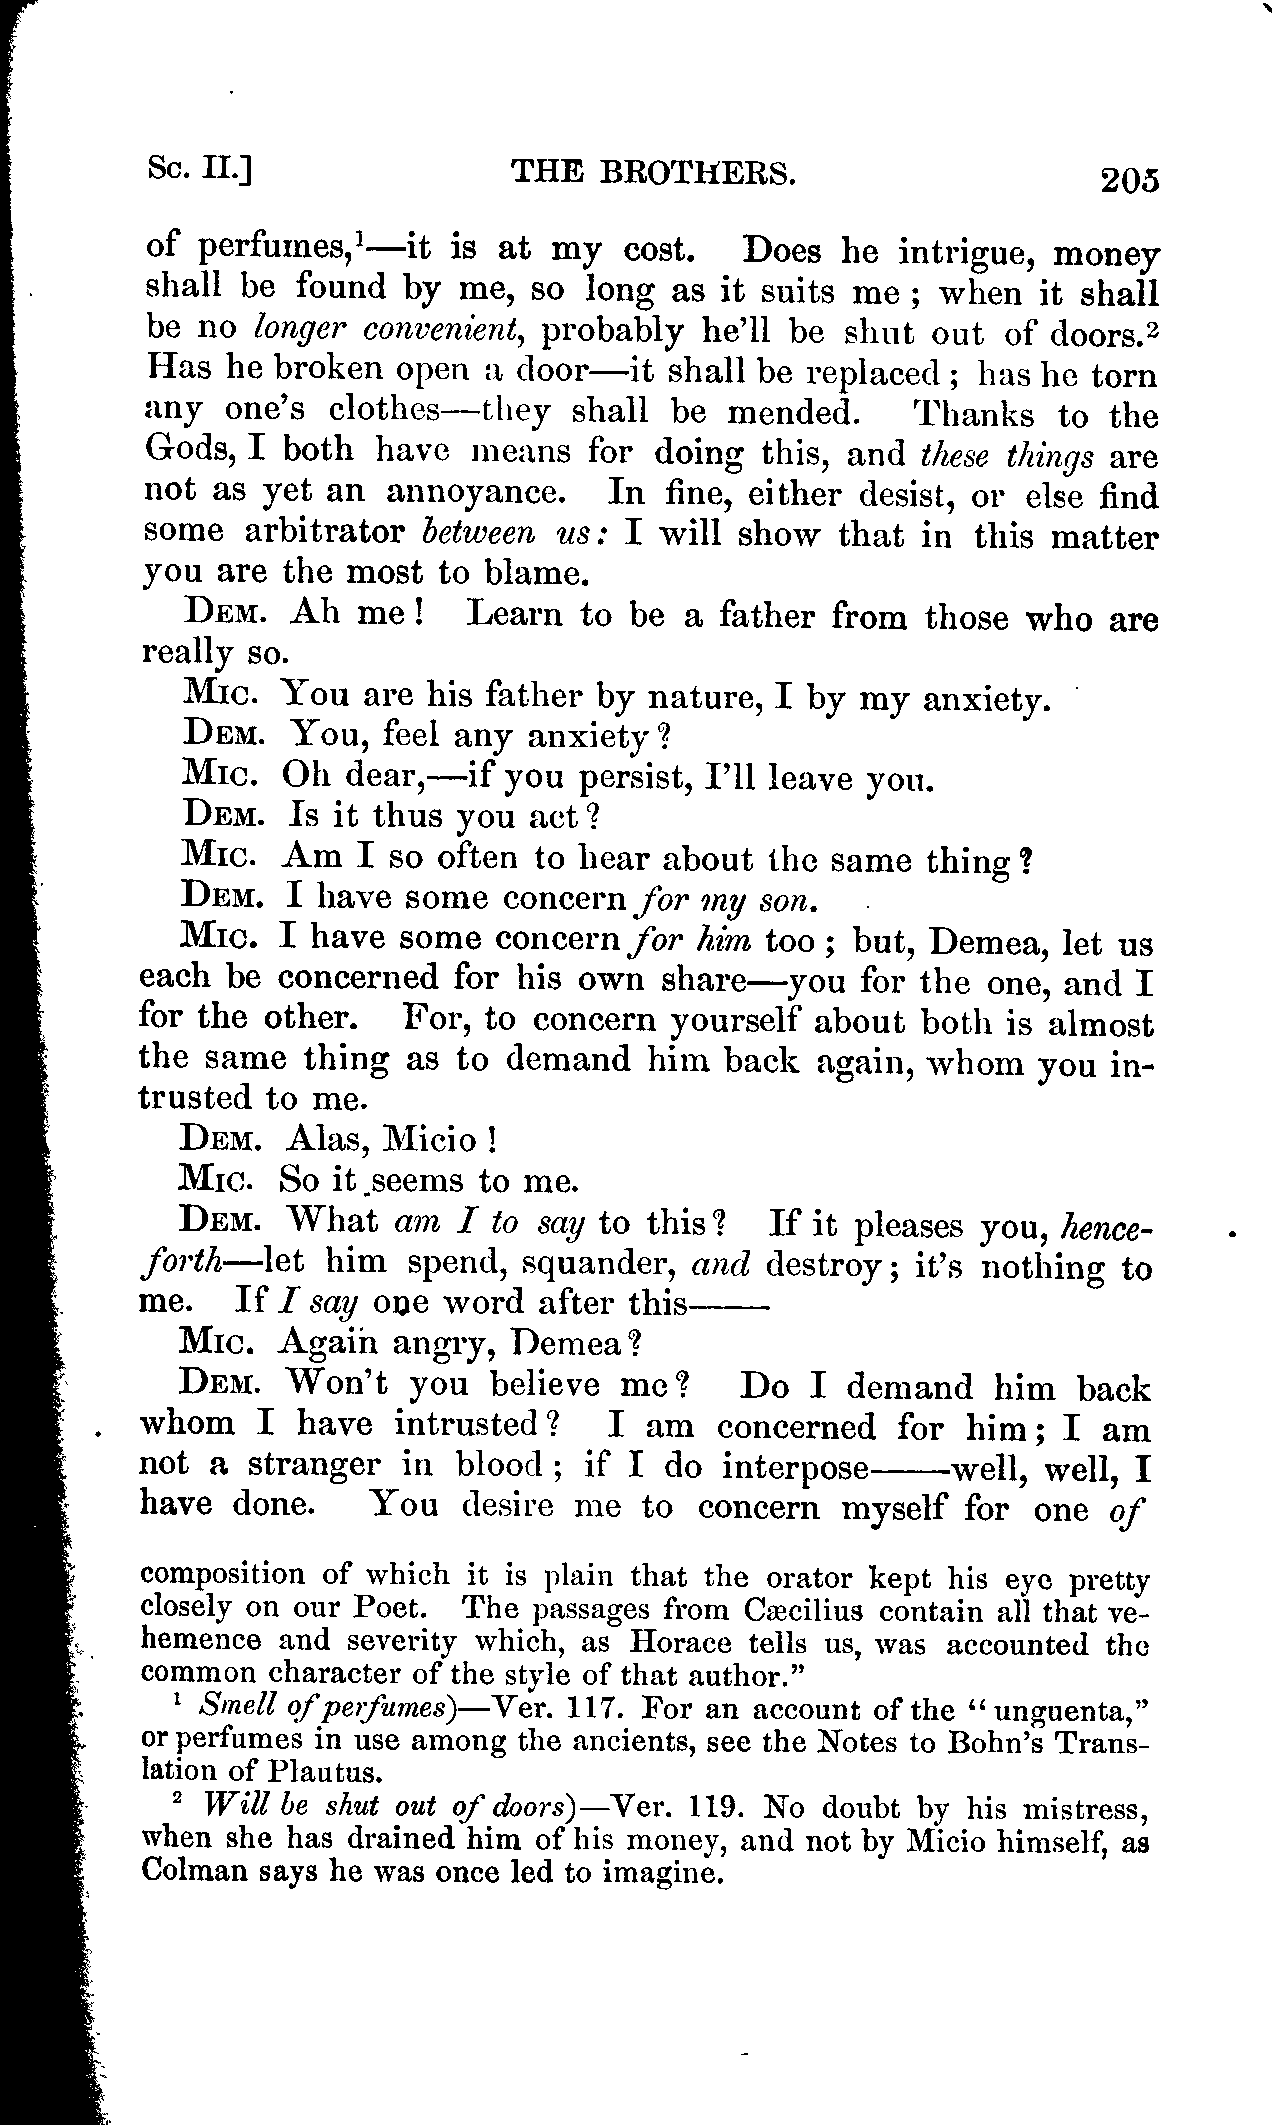 Sc. II.] THE BROTHERS. 205
of perfumes,¹—it is at my cost. Does he intrigue, money
shall be found by me, so long as it suits me ; when it shall
be no longer convenient, probably he'll be shut out of doors.²
Has he broken open a door—it shall be replaced ; has he torn
any one's clothes—they shall be mended. Thanks to the
Gods, I both have means for doing this, and these things are
not as yet an annoyance. In fine, either desist, or else find
some arbitrator between us: I will show that in this matter
you are the most to blame.
DEM. Ah me ! Learn to be a father from those who are
really so.
MIC. You are his father by nature, I by my anxiety.
DEM. You, feel any anxiety ?
MIC. Oh dear,—if you persist, I'll leave you.
DEM. Is it thus you act ?
MIC. Am I so often to hear about the same thing ?
DEM. I have some concern for my son.
MIC. I have some concern for him too ; but, Demea, let us
each be concerned for his own share—you for the one, and I
for the other. For, to concern yourself about both is almost
the same thing as to demand him back again, whom you in-
trusted to me.
DEM. Alas, Micio !
MIC. So it seems to me.
DEM. What am I to say to this ? If it pleases you, hence-
forth—let him spend, squander, and destroy ; it's nothing to
me. If I say one word after this——
MIC. Again angry, Demea ?
DEM. Won't you believe me ? Do I demand him back
whom I have intrusted ? I am concerned for him ; I am
not a stranger in blood ; if I do interpose——well, well, I
have done. You desire me to concern myself for one of
composition of which it is plain that the orator kept his eye pretty
closely on our Poet. The passages from Cæcilius contain all that ve-
hemence and severity which, as Horace tells us, was accounted the
common character of the style of that author."
¹ Smell of perfumes)—Ver. 117. For an account of the "unguenta,"
or perfumes in use among the ancients, see the Notes to Bohn's Trans-
lation of Plautus.
² Will be shut out of doors)—Ver. 119. No doubt by his mistress,
when she has drained him of his money, and not by Micio himself, as
Colman says he was once led to imagine.